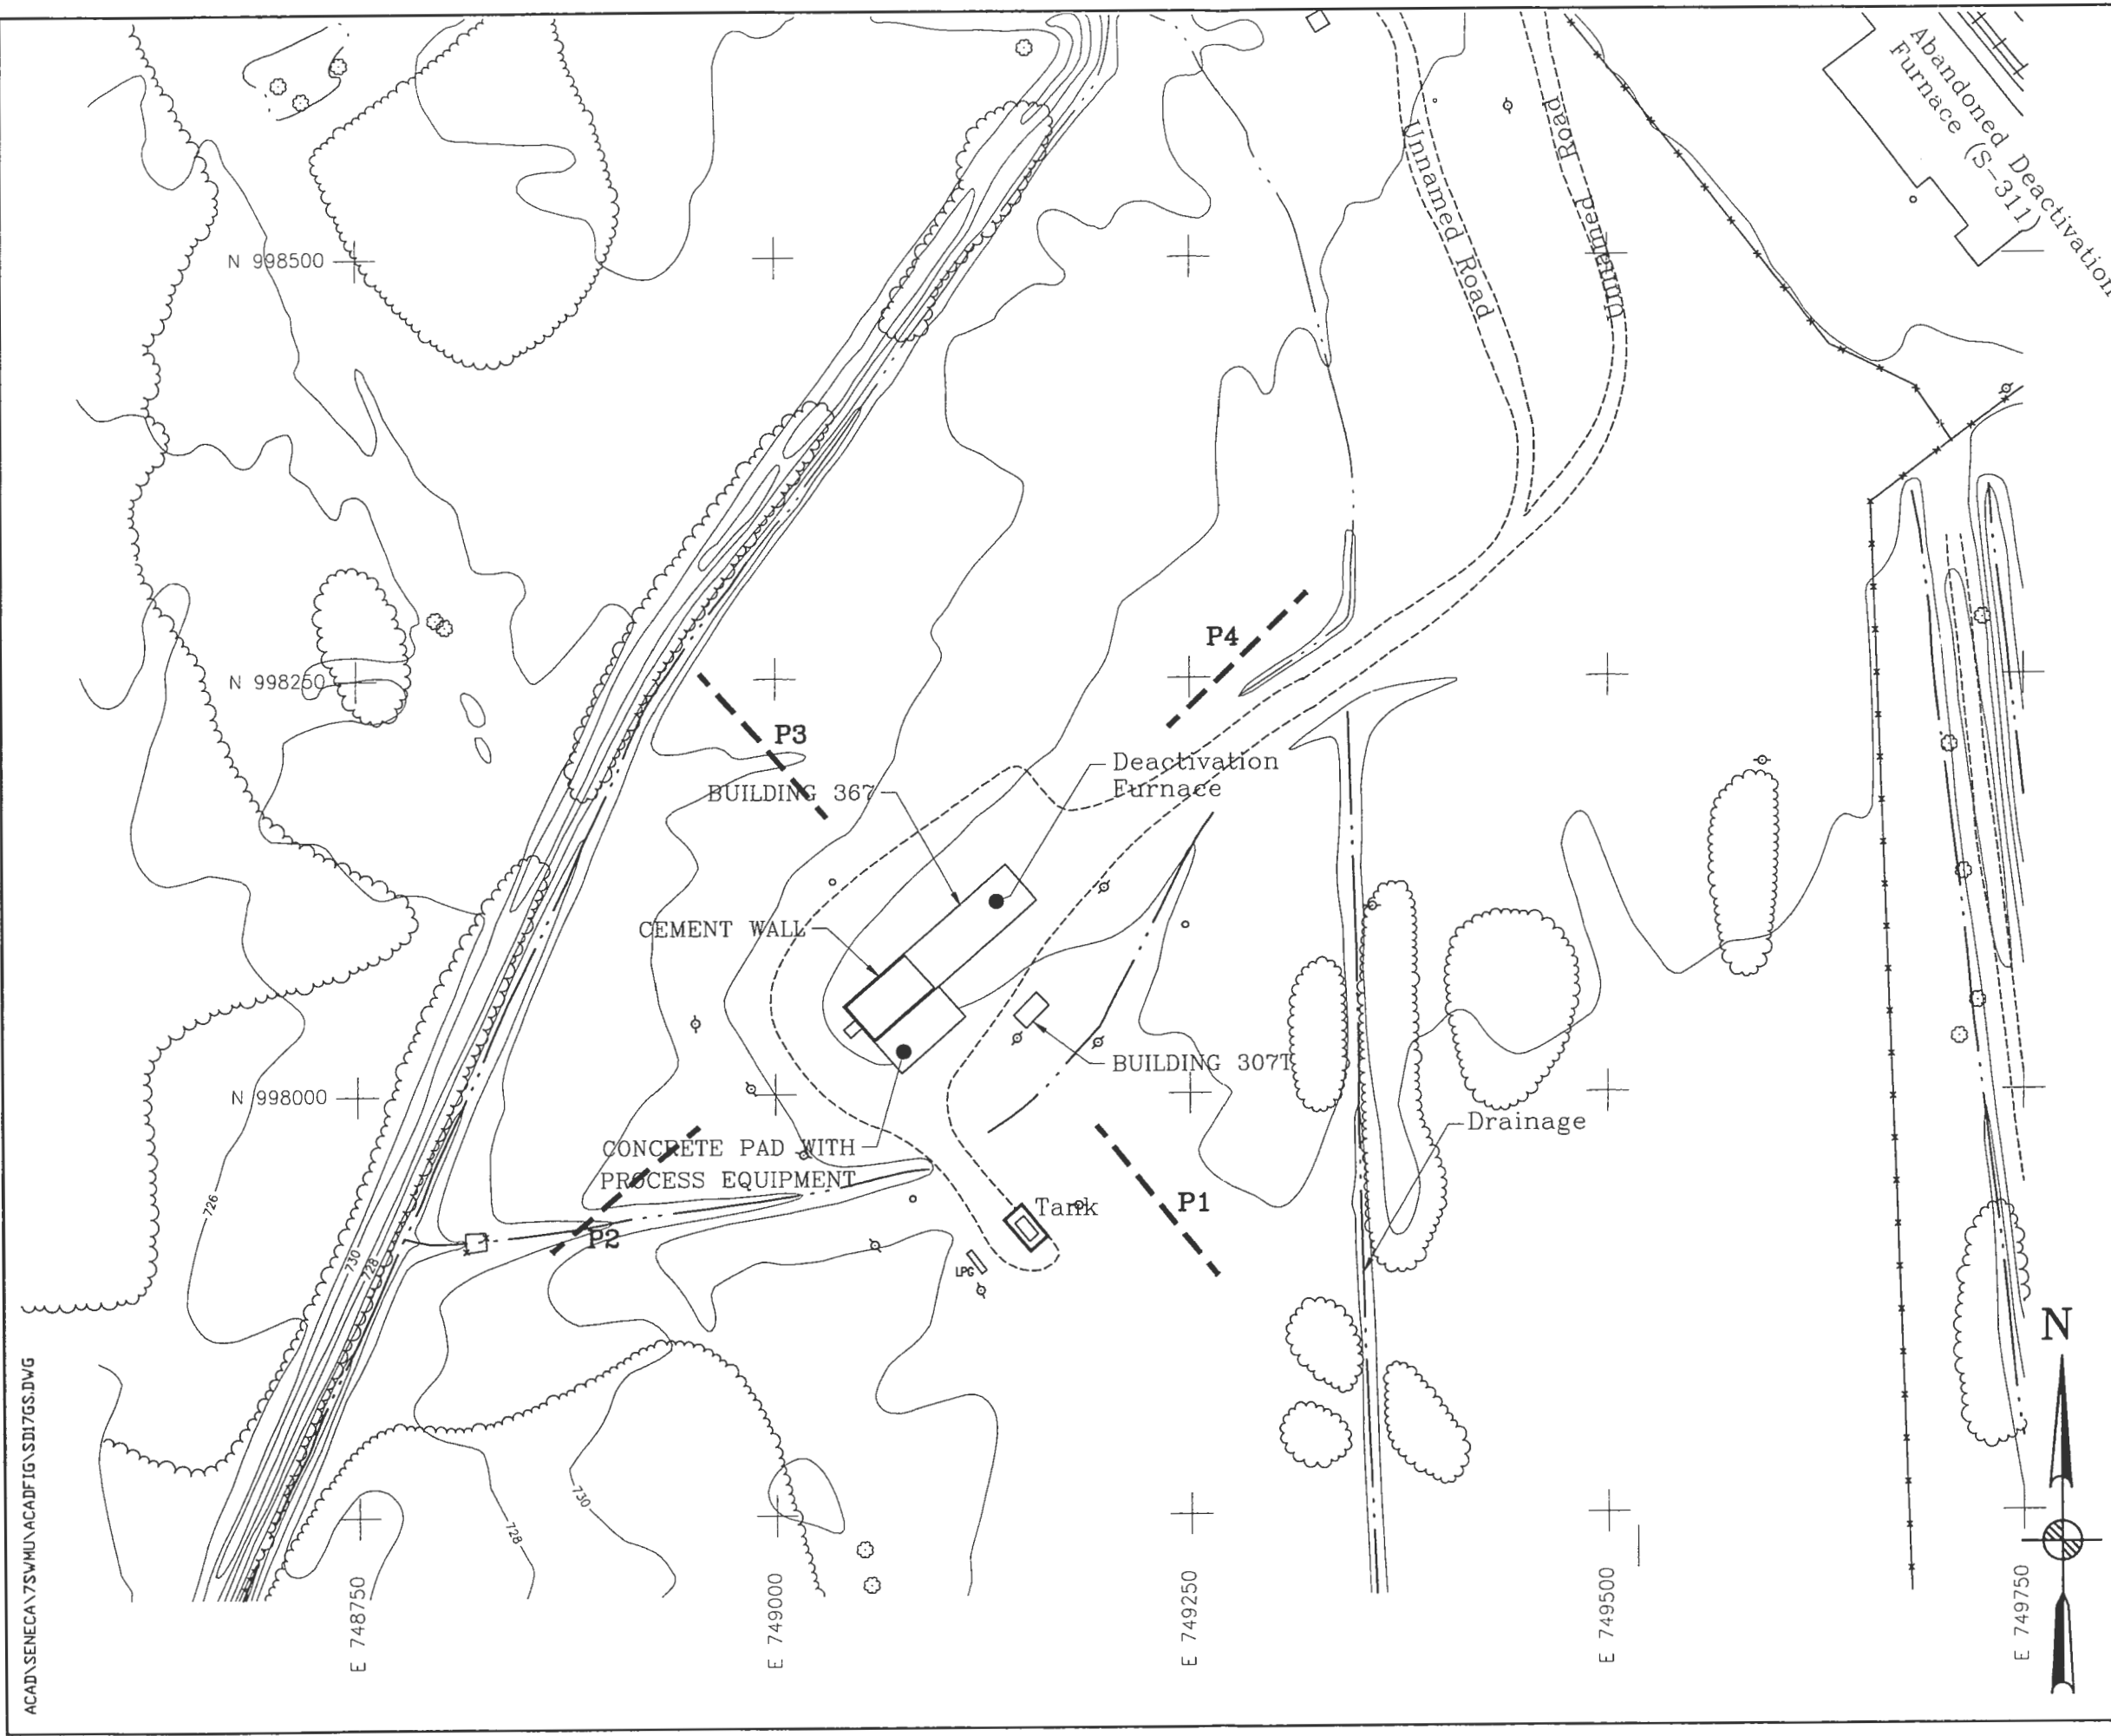 Abandoned Deactivation
Furnace (S-311)
Unnamed Road
Unnamed Road
N 998500
N 998250
P4
P3
Deactivation
Furnace
BUILDING 367
CEMENT WALL
BUILDING 307T
N 998000
Drainage
CONCRETE PAD WITH
PROCESS EQUIPMENT
P1
Tank
P2
LPG
726
730
728
N
730
728
E 748750
E 749000
E 749250
E 749500
E 749750
ACAD\SENECA\7SWMU\ACADFIG\SD17GS.DWG